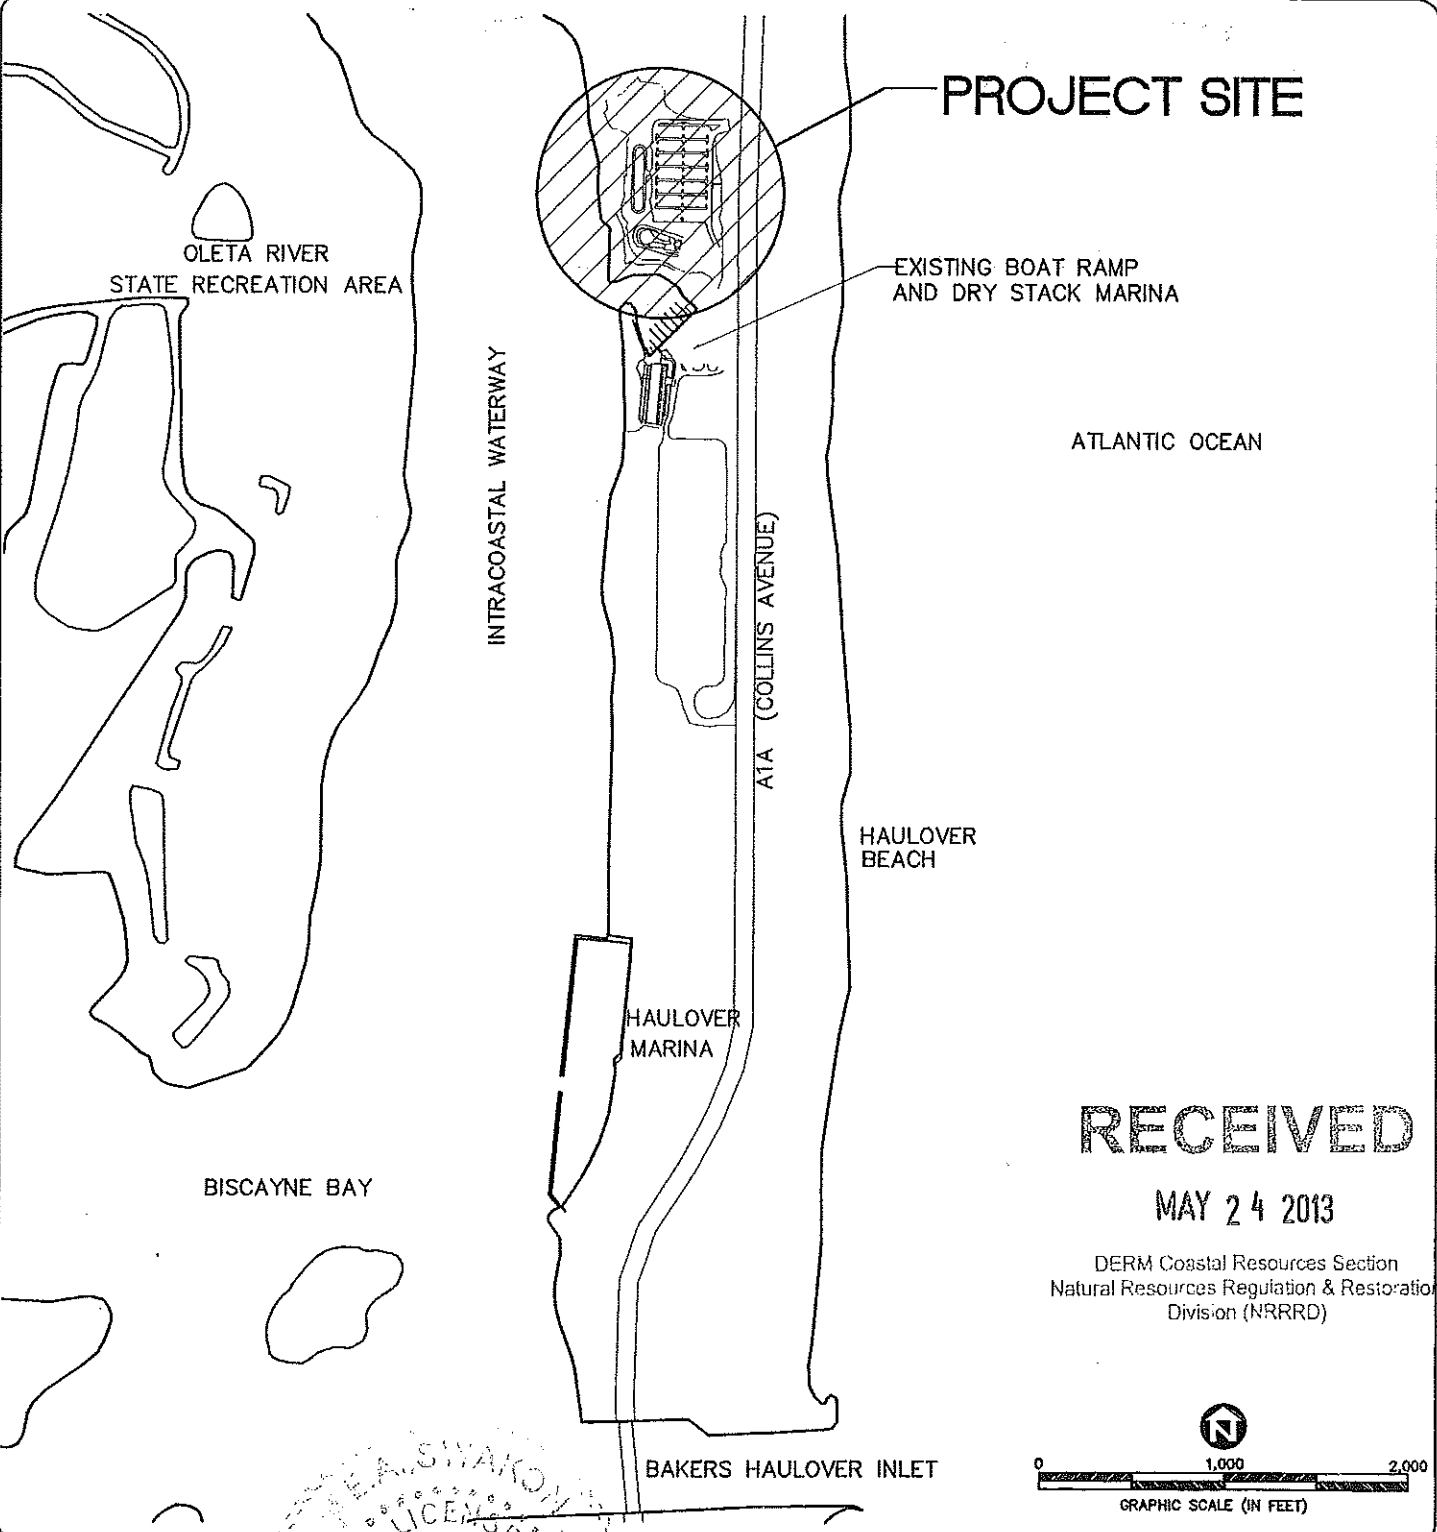 PROJECT SITE
OLETA RIVER
STATE RECREATION AREA
EXISTING BOAT RAMP
AND DRY STACK MARINA
INTRACOASTAL WATERWAY
ATLANTIC OCEAN
A1A (COLLINS AVENUE)
HAULOVER
BEACH
HAULOVER
MARINA
BISCAYNE BAY
RECEIVED
MAY 24 2013
DERM Coastal Resources Section
Natural Resources Regulation & Restoratio
Division (NRRRD)
N
0 1,000 2,000
GRAPHIC SCALE (IN FEET)
BAKERS HAULOVER INLET